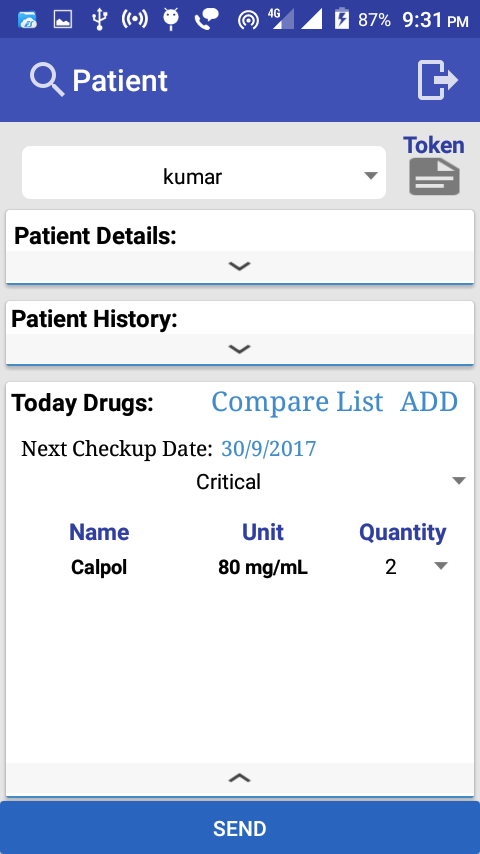 4G 87% 9:31 PM
Patient
Token
kumar
Patient Details:
Patient History:
Today Drugs: Compare List ADD
Next Checkup Date: 30/9/2017
Critical
Name Unit Quantity
Calpol 80 mg/mL 2
SEND